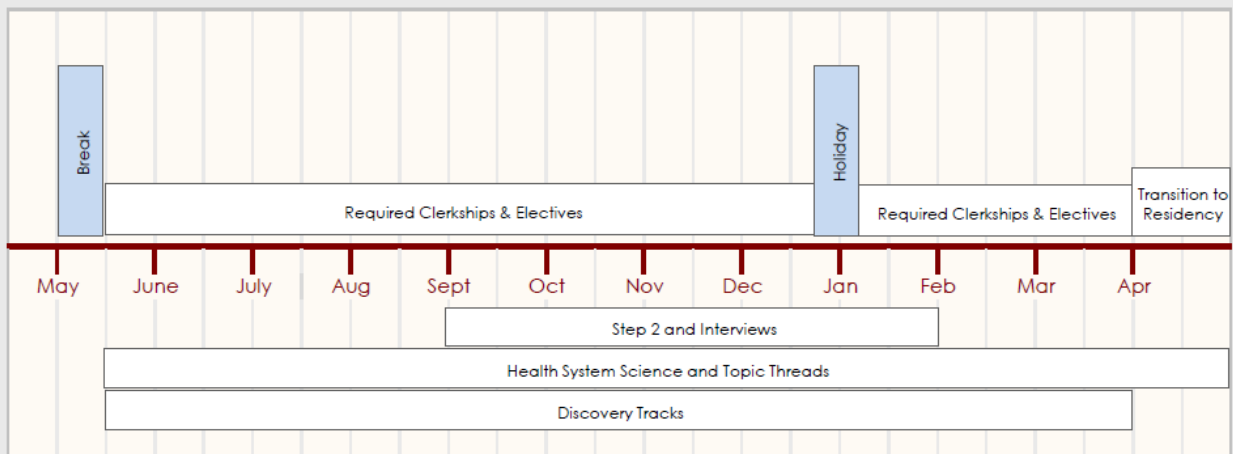 Break
Holiday
Required Clerkships & Electives
Required Clerkships & Electives
Transition to
Residency
May June July Aug Sept Oct Nov Dec Jan Feb Mar Apr
Step 2 and Interviews
Health System Science and Topic Threads
Discovery Tracks